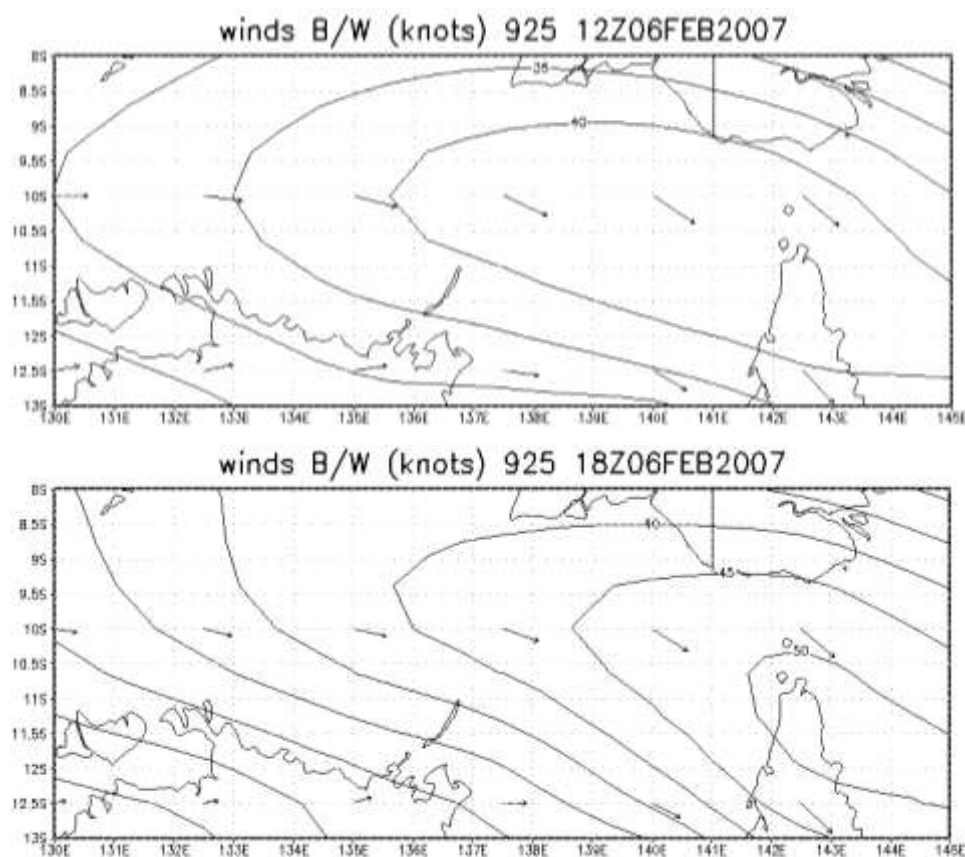 winds B/W (knots) 925 12Z06FEB2007
8S
35
8.5S
9S
40
9.5S
10S
10.5S
11S
11.5S
12S
12.5S
13S
130E 131E 132E 133E 134E 135E 136E 137E 138E 139E 140E 141E 142E 143E 144E 145E
winds B/W (knots) 925 18Z06FEB2007
8S
8.5S
40
9S
45
9.5S
10S
50
10.5S
11S
11.5S
12S
12.5S
13S
130E 131E 132E 133E 134E 135E 136E 137E 138E 139E 140E 141E 142E 143E 144E 145E